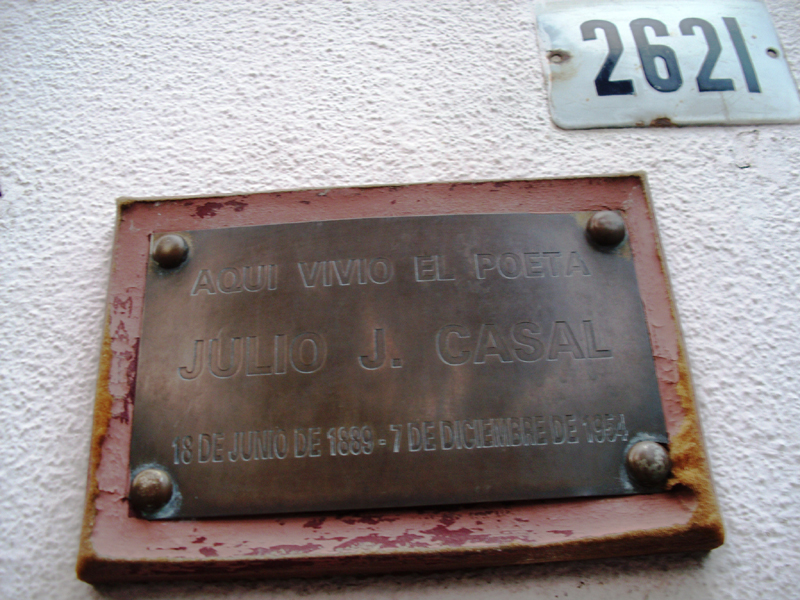 2621
AQUI VIVIO EL POETA
JULIO J. CASAL
18 DE JUNIO DE 1889 - 7 DE DICIEMBRE DE 1954